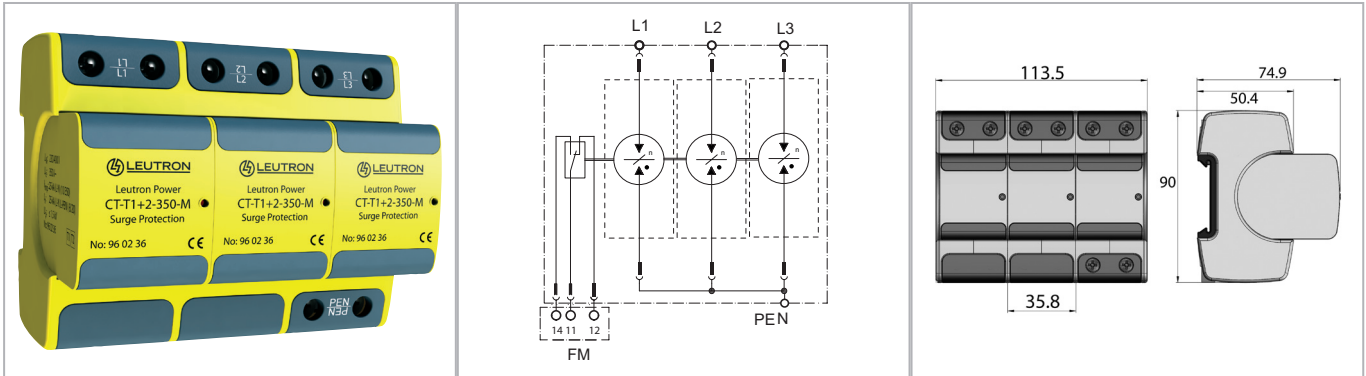 L1
L1
L2
L2
L3
L3
LEUTRON
Leutron Power
CT-T1+2-350-M
Surge Protection
No: 96 02 36 CE
LEUTRON
Leutron Power
CT-T1+2-350-M
Surge Protection
No: 96 02 36 CE
LEUTRON
Leutron Power
CT-T1+2-350-M
Surge Protection
No: 96 02 36 CE
PEN
PEN
L1 L2 L3
n n n
14 11 12
FM
PEN
113.5
35.8
74.9
50.4
90